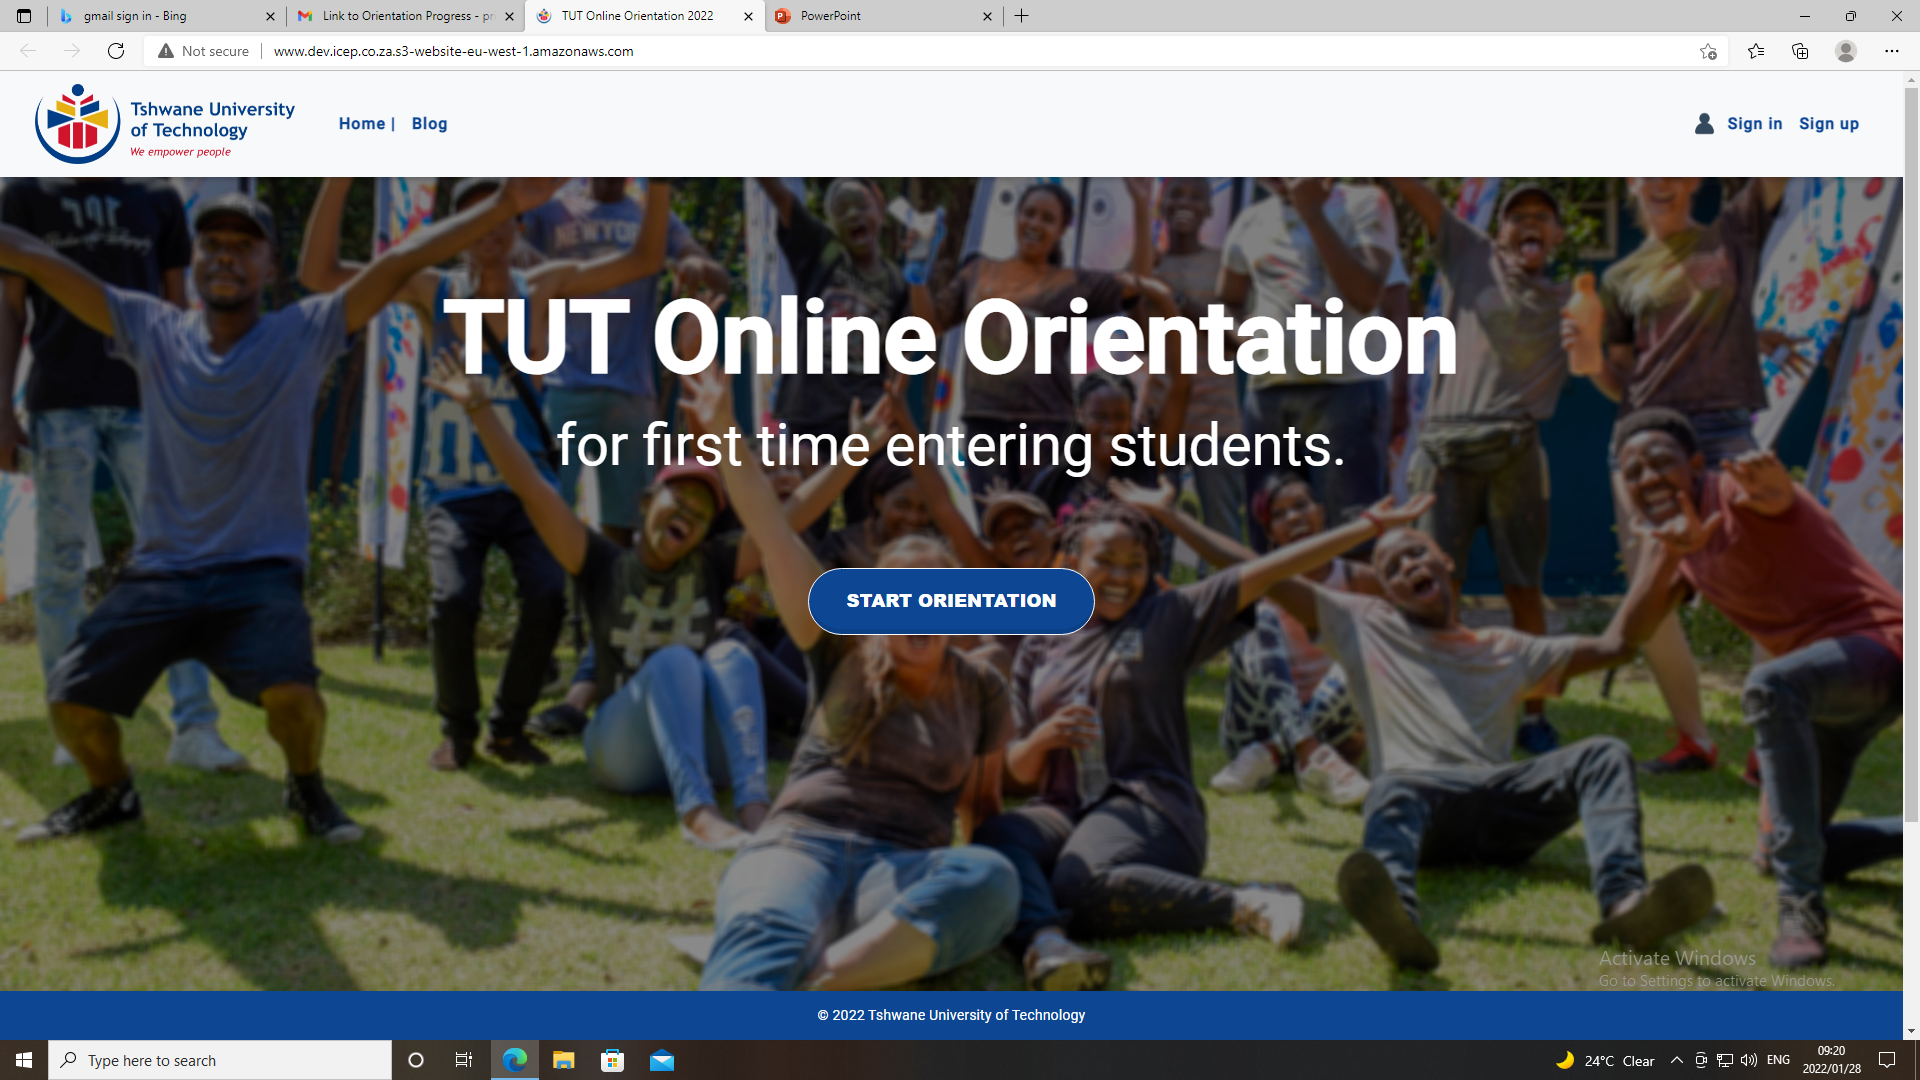 gmail sign in - Bing
Link to Orientation Progress - pr
TUT Online Orientation 2022
PowerPoint
Not secure
www.dev.icep.co.za.s3-website-eu-west-1.amazonaws.com
Tshwane University
of Technology
We empower people
Home |
Blog
Sign in
Sign up
NEWYO
TUT Online Orientation
for first time entering students.
START ORIENTATION
Activate Windows
Go to Settings to activate Windows.
© 2022 Tshwane University of Technology
Type here to search
24°C Clear
ENG
09:20
2022/01/28